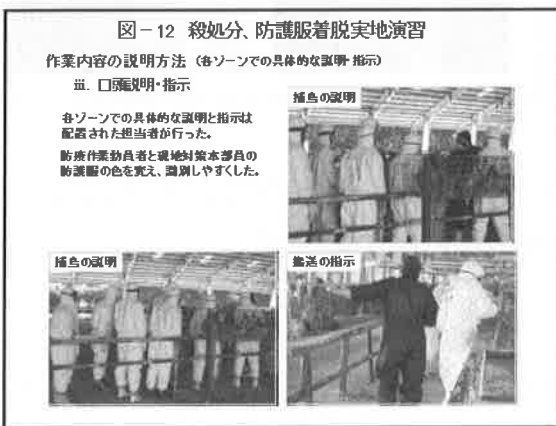 図－12 殺処分、防護服着脱実地演習
作業内容の説明方法（各ゾーンでの具体的な説明・指示）
ⅲ. 口頭説明・指示
各ゾーンでの具体的な説明と指示は
配置された担当者が行った。
防疫作業動員者と現地対策本部員の
防護服の色を変え、識別しやすくした。
捕鳥の説明
捕鳥の説明
搬送の指示